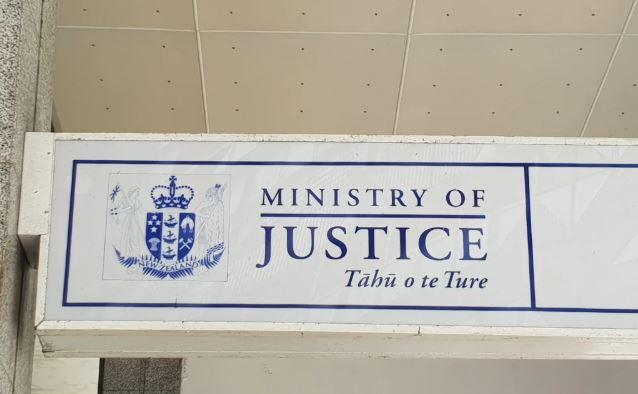 MINISTRY OF
JUSTICE
Tāhū o te Ture
NEW ZEALAND